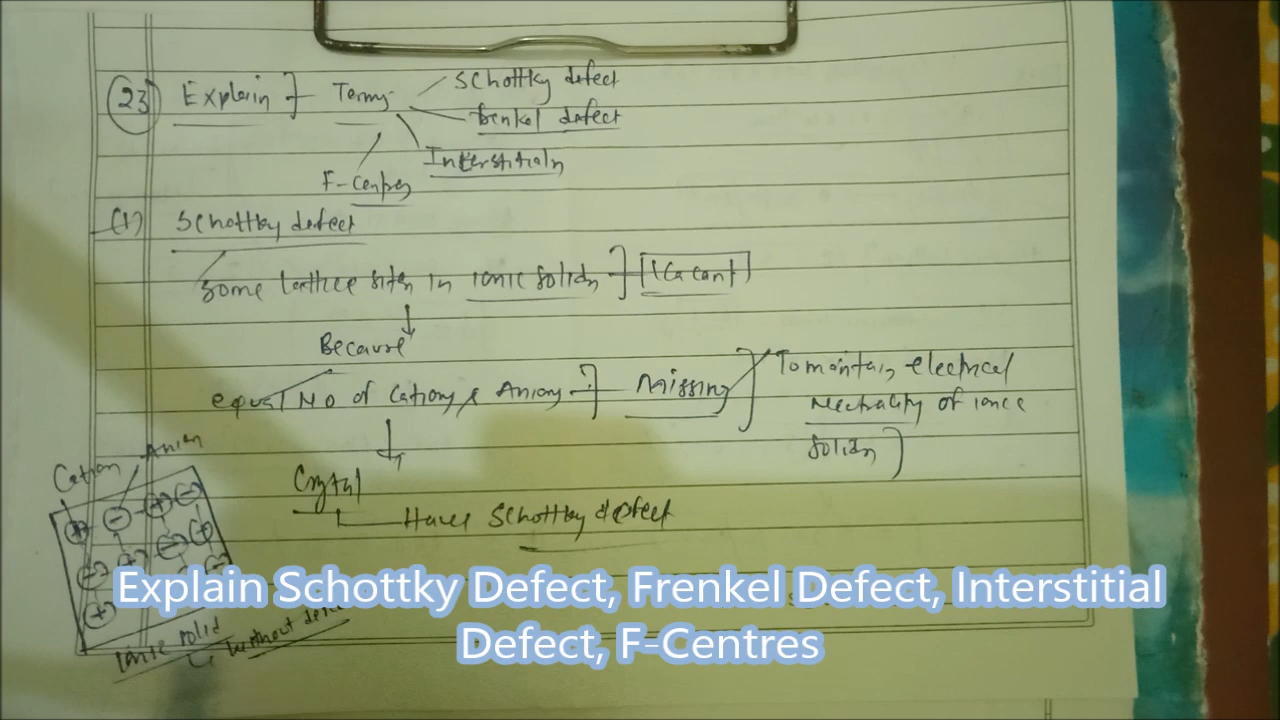 23 Explain Terms Schottky defect
Frenkel defect
Interstitials
F-Centres
(1) Schottky defect
Some lattice sites in ionic solids Vacant
Because
equal No of Cations & Anions Missing To maintain electrical
Neutrality of ionic
solids
Crystal
Have Schottky defect
Cation Anion
+ - + -
Ionic solid
Without
Explain Schottky Defect, Frenkel Defect, Interstitial
Defect, F-Centres